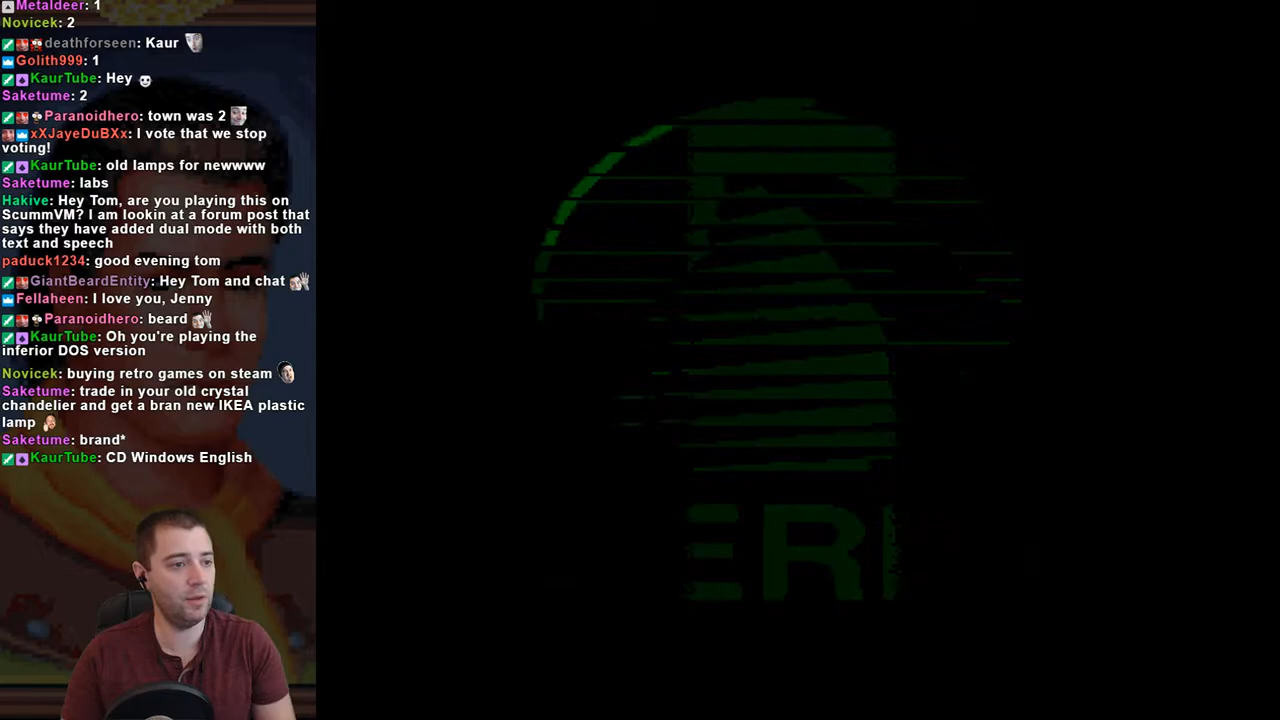 Metaldeer: 1
Novicek: 2
deathforseen: Kaur
Golith999: 1
KaurTube: Hey
Saketume: 2
Paranoidhero: town was 2
xXJayeDuBXx: I vote that we stop
voting!
KaurTube: old lamps for newwww
Saketume: labs
Hakive: Hey Tom, are you playing this on
ScummVM? I am lookin at a forum post that
says they have added dual mode with both
text and speech
paduck1234: good evening tom
GiantBeardEntity: Hey Tom and chat
Fellaheen: I love you, Jenny
Paranoidhero: beard
KaurTube: Oh you're playing the
inferior DOS version
Novicek: buying retro games on steam
Saketume: trade in your old crystal
chandelier and get a bran new IKEA plastic
lamp
Saketume: brand*
KaurTube: CD Windows English
ER